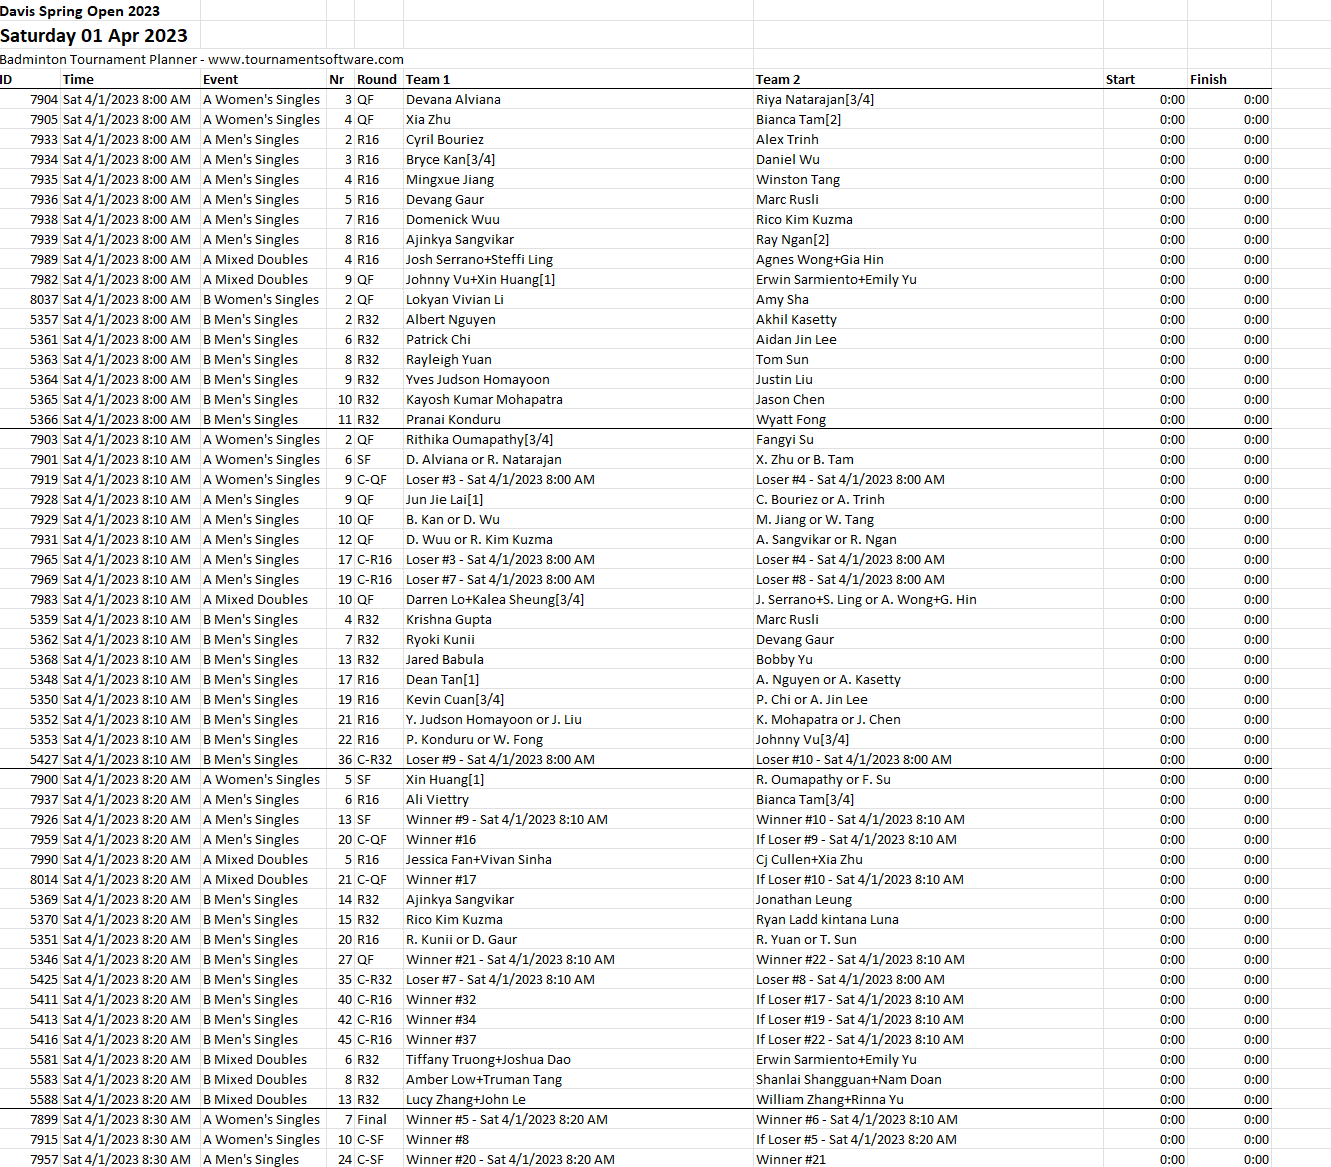 Davis Spring Open 2023
Saturday 01 Apr 2023
Badminton Tournament Planner - www.tournamentsoftware.com
ID Time Event Nr Round Team 1 Team 2 Start Finish
7904 Sat 4/1/2023 8:00 AM A Women's Singles 3 QF Devana Alviana Riya Natarajan[3/4] 0:00 0:00
7905 Sat 4/1/2023 8:00 AM A Women's Singles 4 QF Xia Zhu Bianca Tam[2] 0:00 0:00
7933 Sat 4/1/2023 8:00 AM A Men's Singles 2 R16 Cyril Bouriez Alex Trinh 0:00 0:00
7934 Sat 4/1/2023 8:00 AM A Men's Singles 3 R16 Bryce Kan[3/4] Daniel Wu 0:00 0:00
7935 Sat 4/1/2023 8:00 AM A Men's Singles 4 R16 Mingxue Jiang Winston Tang 0:00 0:00
7936 Sat 4/1/2023 8:00 AM A Men's Singles 5 R16 Devang Gaur Marc Rusli 0:00 0:00
7938 Sat 4/1/2023 8:00 AM A Men's Singles 7 R16 Domenick Wuu Rico Kim Kuzma 0:00 0:00
7939 Sat 4/1/2023 8:00 AM A Men's Singles 8 R16 Ajinkya Sangvikar Ray Ngan[2] 0:00 0:00
7989 Sat 4/1/2023 8:00 AM A Mixed Doubles 4 R16 Josh Serrano+Steffi Ling Agnes Wong+Gia Hin 0:00 0:00
7982 Sat 4/1/2023 8:00 AM A Mixed Doubles 9 QF Johnny Vu+Xin Huang[1] Erwin Sarmiento+Emily Yu 0:00 0:00
8037 Sat 4/1/2023 8:00 AM B Women's Singles 2 QF Lokyan Vivian Li Amy Sha 0:00 0:00
5357 Sat 4/1/2023 8:00 AM B Men's Singles 2 R32 Albert Nguyen Akhil Kasetty 0:00 0:00
5361 Sat 4/1/2023 8:00 AM B Men's Singles 6 R32 Patrick Chi Aidan Jin Lee 0:00 0:00
5363 Sat 4/1/2023 8:00 AM B Men's Singles 8 R32 Rayleigh Yuan Tom Sun 0:00 0:00
5364 Sat 4/1/2023 8:00 AM B Men's Singles 9 R32 Yves Judson Homayoon Justin Liu 0:00 0:00
5365 Sat 4/1/2023 8:00 AM B Men's Singles 10 R32 Kayosh Kumar Mohapatra Jason Chen 0:00 0:00
5366 Sat 4/1/2023 8:00 AM B Men's Singles 11 R32 Pranai Konduru Wyatt Fong 0:00 0:00
7903 Sat 4/1/2023 8:10 AM A Women's Singles 2 QF Rithika Oumapathy[3/4] Fangyi Su 0:00 0:00
7901 Sat 4/1/2023 8:10 AM A Women's Singles 6 SF D. Alviana or R. Natarajan X. Zhu or B. Tam 0:00 0:00
7919 Sat 4/1/2023 8:10 AM A Women's Singles 9 C-QF Loser #3 - Sat 4/1/2023 8:00 AM Loser #4 - Sat 4/1/2023 8:00 AM 0:00 0:00
7928 Sat 4/1/2023 8:10 AM A Men's Singles 9 QF Jun Jie Lai[1] C. Bouriez or A. Trinh 0:00 0:00
7929 Sat 4/1/2023 8:10 AM A Men's Singles 10 QF B. Kan or D. Wu M. Jiang or W. Tang 0:00 0:00
7931 Sat 4/1/2023 8:10 AM A Men's Singles 12 QF D. Wuu or R. Kim Kuzma A. Sangvikar or R. Ngan 0:00 0:00
7965 Sat 4/1/2023 8:10 AM A Men's Singles 17 C-R16 Loser #3 - Sat 4/1/2023 8:00 AM Loser #4 - Sat 4/1/2023 8:00 AM 0:00 0:00
7969 Sat 4/1/2023 8:10 AM A Men's Singles 19 C-R16 Loser #7 - Sat 4/1/2023 8:00 AM Loser #8 - Sat 4/1/2023 8:00 AM 0:00 0:00
7983 Sat 4/1/2023 8:10 AM A Mixed Doubles 10 QF Darren Lo+Kalea Sheung[3/4] J. Serrano+S. Ling or A. Wong+G. Hin 0:00 0:00
5359 Sat 4/1/2023 8:10 AM B Men's Singles 4 R32 Krishna Gupta Marc Rusli 0:00 0:00
5362 Sat 4/1/2023 8:10 AM B Men's Singles 7 R32 Ryoki Kunii Devang Gaur 0:00 0:00
5368 Sat 4/1/2023 8:10 AM B Men's Singles 13 R32 Jared Babula Bobby Yu 0:00 0:00
5348 Sat 4/1/2023 8:10 AM B Men's Singles 17 R16 Dean Tan[1] A. Nguyen or A. Kasetty 0:00 0:00
5350 Sat 4/1/2023 8:10 AM B Men's Singles 19 R16 Kevin Cuan[3/4] P. Chi or A. Jin Lee 0:00 0:00
5352 Sat 4/1/2023 8:10 AM B Men's Singles 21 R16 Y. Judson Homayoon or J. Liu K. Mohapatra or J. Chen 0:00 0:00
5353 Sat 4/1/2023 8:10 AM B Men's Singles 22 R16 P. Konduru or W. Fong Johnny Vu[3/4] 0:00 0:00
5427 Sat 4/1/2023 8:10 AM B Men's Singles 36 C-R32 Loser #9 - Sat 4/1/2023 8:00 AM Loser #10 - Sat 4/1/2023 8:00 AM 0:00 0:00
7900 Sat 4/1/2023 8:20 AM A Women's Singles 5 SF Xin Huang[1] R. Oumapathy or F. Su 0:00 0:00
7937 Sat 4/1/2023 8:20 AM A Men's Singles 6 R16 Ali Viettry Bianca Tam[3/4] 0:00 0:00
7926 Sat 4/1/2023 8:20 AM A Men's Singles 13 SF Winner #9 - Sat 4/1/2023 8:10 AM Winner #10 - Sat 4/1/2023 8:10 AM 0:00 0:00
7959 Sat 4/1/2023 8:20 AM A Men's Singles 20 C-QF Winner #16 If Loser #9 - Sat 4/1/2023 8:10 AM 0:00 0:00
7990 Sat 4/1/2023 8:20 AM A Mixed Doubles 5 R16 Jessica Fan+Vivan Sinha Cj Cullen+Xia Zhu 0:00 0:00
8014 Sat 4/1/2023 8:20 AM A Mixed Doubles 21 C-QF Winner #17 If Loser #10 - Sat 4/1/2023 8:10 AM 0:00 0:00
5369 Sat 4/1/2023 8:20 AM B Men's Singles 14 R32 Ajinkya Sangvikar Jonathan Leung 0:00 0:00
5370 Sat 4/1/2023 8:20 AM B Men's Singles 15 R32 Rico Kim Kuzma Ryan Ladd kintana Luna 0:00 0:00
5351 Sat 4/1/2023 8:20 AM B Men's Singles 20 R16 R. Kunii or D. Gaur R. Yuan or T. Sun 0:00 0:00
5346 Sat 4/1/2023 8:20 AM B Men's Singles 27 QF Winner #21 - Sat 4/1/2023 8:10 AM Winner #22 - Sat 4/1/2023 8:10 AM 0:00 0:00
5425 Sat 4/1/2023 8:20 AM B Men's Singles 35 C-R32 Loser #7 - Sat 4/1/2023 8:10 AM Loser #8 - Sat 4/1/2023 8:00 AM 0:00 0:00
5411 Sat 4/1/2023 8:20 AM B Men's Singles 40 C-R16 Winner #32 If Loser #17 - Sat 4/1/2023 8:10 AM 0:00 0:00
5413 Sat 4/1/2023 8:20 AM B Men's Singles 42 C-R16 Winner #34 If Loser #19 - Sat 4/1/2023 8:10 AM 0:00 0:00
5416 Sat 4/1/2023 8:20 AM B Men's Singles 45 C-R16 Winner #37 If Loser #22 - Sat 4/1/2023 8:10 AM 0:00 0:00
5581 Sat 4/1/2023 8:20 AM B Mixed Doubles 6 R32 Tiffany Truong+Joshua Dao Erwin Sarmiento+Emily Yu 0:00 0:00
5583 Sat 4/1/2023 8:20 AM B Mixed Doubles 8 R32 Amber Low+Truman Tang Shanlai Shangguan+Nam Doan 0:00 0:00
5588 Sat 4/1/2023 8:20 AM B Mixed Doubles 13 R32 Lucy Zhang+John Le William Zhang+Rinna Yu 0:00 0:00
7899 Sat 4/1/2023 8:30 AM A Women's Singles 7 Final Winner #5 - Sat 4/1/2023 8:20 AM Winner #6 - Sat 4/1/2023 8:10 AM 0:00 0:00
7915 Sat 4/1/2023 8:30 AM A Women's Singles 10 C-SF Winner #8 If Loser #5 - Sat 4/1/2023 8:20 AM 0:00 0:00
7957 Sat 4/1/2023 8:30 AM A Men's Singles 24 C-SF Winner #20 - Sat 4/1/2023 8:20 AM Winner #21 0:00 0:00